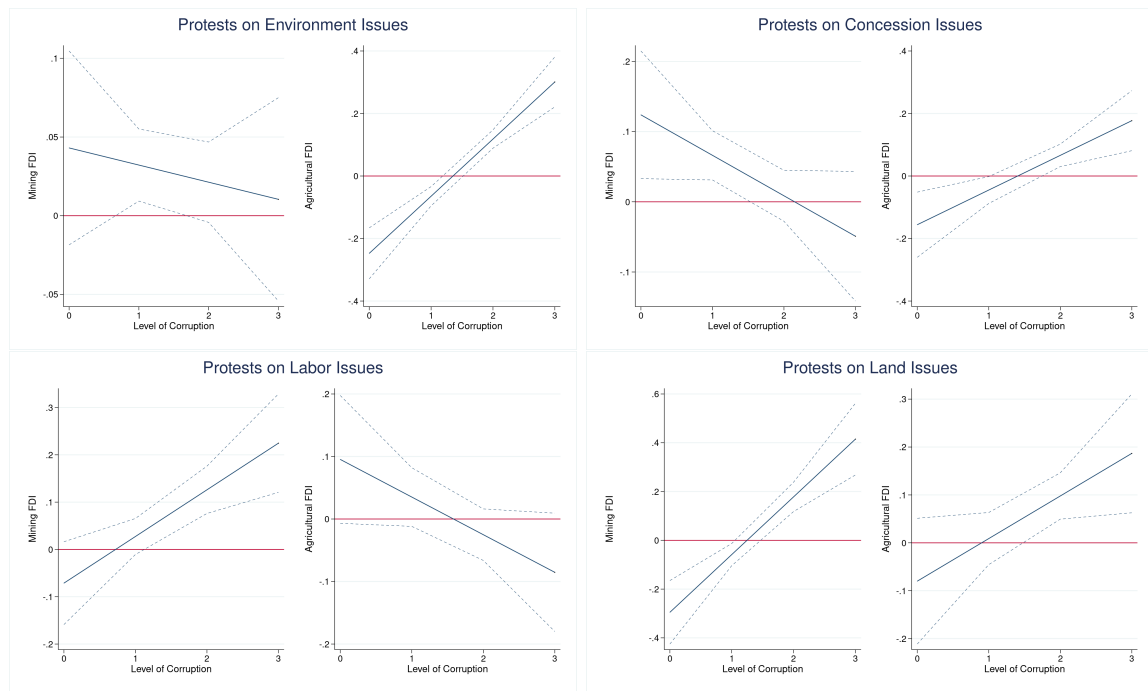 Protests on Environment Issues
Mining FDI
.1
.05
0
-.05
0 1 2 3
Level of Corruption
Agricultural FDI
.4
.2
0
-.2
-.4
0 1 2 3
Level of Corruption
Protests on Concession Issues
Mining FDI
.2
.1
0
-.1
0 1 2 3
Level of Corruption
Agricultural FDI
.4
.2
0
-.2
-.4
0 1 2 3
Level of Corruption
Protests on Labor Issues
Mining FDI
.3
.2
.1
0
-.1
-.2
0 1 2 3
Level of Corruption
Agricultural FDI
.2
.1
0
-.1
-.2
0 1 2 3
Level of Corruption
Protests on Land Issues
Mining FDI
.6
.4
.2
0
-.2
-.4
0 1 2 3
Level of Corruption
Agricultural FDI
.3
.2
.1
0
-.1
-.2
0 1 2 3
Level of Corruption